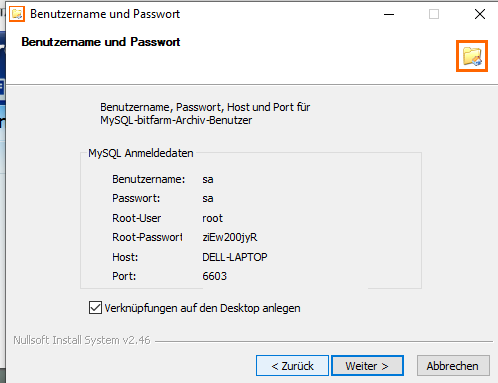 Benutzername und Passwort
Benutzername und Passwort
Benutzername, Passwort, Host und Port für
MySQL-bitfarm-Archiv-Benutzer
MySQL Anmeldedaten
Benutzername: sa
Passwort: sa
Root-User root
Root-Passwort ziEw200jyR
Host: DELL-LAPTOP
Port: 6603
Verknüpfungen auf den Desktop anlegen
Nullsoft Install System v2.46
< Zurück Weiter > Abbrechen